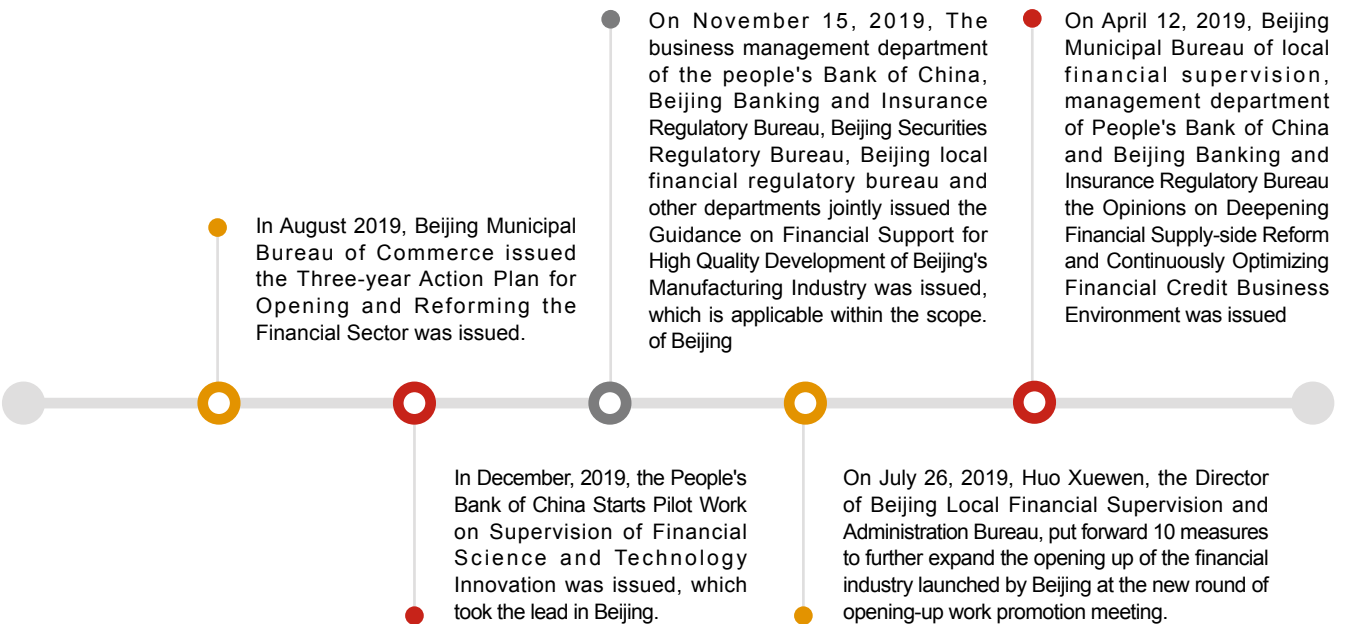 In August 2019, Beijing Municipal
Bureau of Commerce issued
the Three-year Action Plan for
Opening and Reforming the
Financial Sector was issued.
In December, 2019, the People's
Bank of China Starts Pilot Work
on Supervision of Financial
Science and Technology
Innovation was issued, which
took the lead in Beijing.
On November 15, 2019, The
business management department
of the people's Bank of China,
Beijing Banking and Insurance
Regulatory Bureau, Beijing Securities
Regulatory Bureau, Beijing local
financial regulatory bureau and
other departments jointly issued the
Guidance on Financial Support for
High Quality Development of Beijing's
Manufacturing Industry was issued,
which is applicable within the scope.
of Beijing
On July 26, 2019, Huo Xuewen, the Director
of Beijing Local Financial Supervision and
Administration Bureau, put forward 10 measures
to further expand the opening up of the financial
industry launched by Beijing at the new round of
opening-up work promotion meeting.
On April 12, 2019, Beijing
Municipal Bureau of local
financial supervision,
management department
of People's Bank of China
and Beijing Banking and
Insurance Regulatory Bureau
the Opinions on Deepening
Financial Supply-side Reform
and Continuously Optimizing
Financial Credit Business
Environment was issued